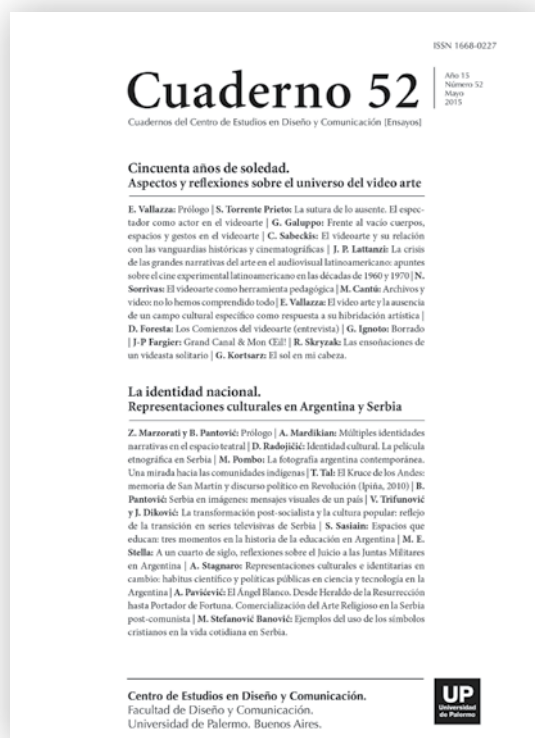 ISSN 1668-0227
Cuaderno 52
Año 15
Número 52
Mayo
2015
Cuadernos del Centro de Estudios en Diseño y Comunicación [Ensayos]
Cincuenta años de soledad.
Aspectos y reflexiones sobre el universo del video arte
E. Vallazza: Prólogo | S. Torrente Prieto: La sutura de lo ausente. El espec-
tador como actor en el videoarte | G. Galuppo: Frente al vacío cuerpos,
espacios y gestos en el videoarte | C. Sabeckis: El videoarte y su relación
con las vanguardias históricas y cinematográficas | J. P. Lattanzi: La crisis
de las grandes narrativas del arte en el audiovisual latinoamericano: apuntes
sobre el cine experimental latinoamericano en las décadas de 1960 y 1970 | N.
Sorrivas: El videoarte como herramienta pedagógica | M. Cantú: Archivos y
video: no lo hemos comprendido todo | E. Vallazza: El video arte y la ausencia
de un campo cultural específico como respuesta a su hibridación artística |
D. Foresta: Los Comienzos del videoarte (entrevista) | G. Ignoto: Borrado
| J-P Fargier: Grand Canal & Mon Œil! | R. Skryzak: Las ensoñaciones de
un videasta solitario | G. Kortsarz: El sol en mi cabeza.
La identidad nacional.
Representaciones culturales en Argentina y Serbia
Z. Marzorati y B. Pantović: Prólogo | A. Mardikian: Múltiples identidades
narrativas en el espacio teatral | D. Radojičić: Identidad cultural. La película
etnográfica en Serbia | M. Pombo: La fotografía argentina contemporánea.
Una mirada hacia las comunidades indígenas | T. Tal: El Kruce de los Andes:
memoria de San Martín y discurso político en Revolución (Ipiña, 2010) | B.
Pantović: Serbia en imágenes: mensajes visuales de un país | V. Trifunović
y J. Diković: La transformación post-socialista y la cultura popular: reflejo
de la transición en series televisivas de Serbia | S. Sasiain: Espacios que
educan: tres momentos en la historia de la educación en Argentina | M. E.
Stella: A un cuarto de siglo, reflexiones sobre el Juicio a las Juntas Militares
en Argentina | A. Stagnaro: Representaciones culturales e identitarias en
cambio: habitus científico y políticas públicas en ciencia y tecnología en la
Argentina | A. Pavićević: El Ángel Blanco. Desde Heraldo de la Resurrección
hasta Portador de Fortuna. Comercialización del Arte Religioso en la Serbia
post-comunista | M. Stefanović Banović: Ejemplos del uso de los símbolos
cristianos en la vida cotidiana en Serbia.
Centro de Estudios en Diseño y Comunicación.
Facultad de Diseño y Comunicación.
Universidad de Palermo. Buenos Aires.
UP
Universidad
de Palermo